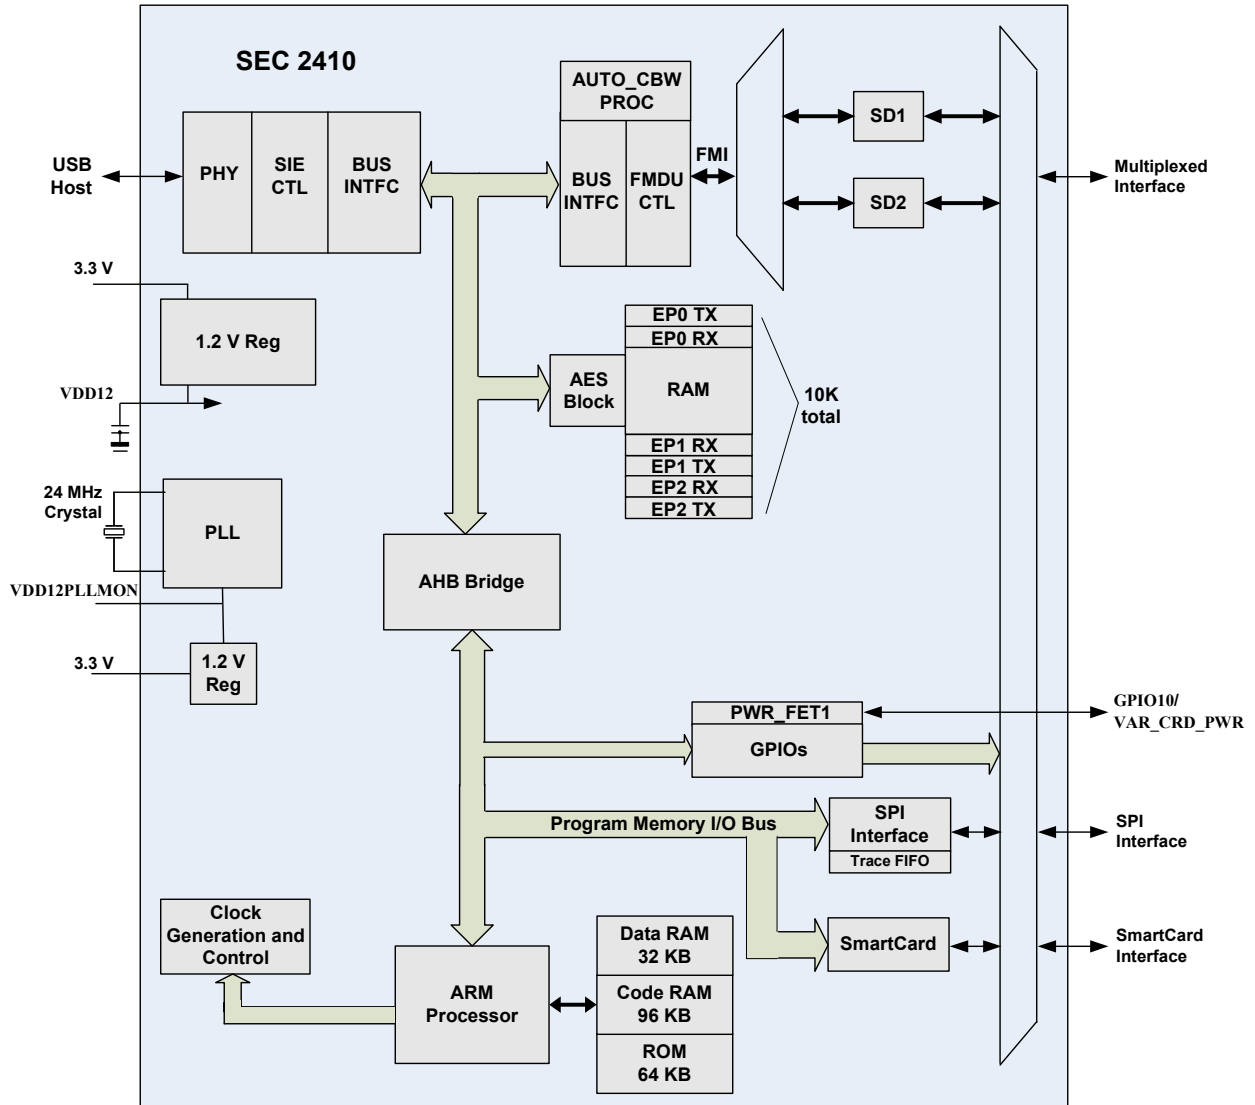 SEC 2410
AUTO_CBW
PROC
USB
Host
PHY
SIE
CTL
BUS
INTFC
BUS
INTFC
FMDU
CTL
FMI
SD1
SD2
Multiplexed
Interface
3.3 V
1.2 V Reg
VDD12
EP0 TX
EP0 RX
AES
Block
RAM
EP1 RX
EP1 TX
EP2 RX
EP2 TX
10K
total
24 MHz
Crystal
PLL
VDD12PLLMON
AHB Bridge
3.3 V
1.2 V
Reg
PWR_FET1
GPIOs
GPIO10/
VAR_CRD_PWR
Program Memory I/O Bus
SPI
Interface
Trace FIFO
SPI
Interface
Clock
Generation and
Control
SmartCard
SmartCard
Interface
ARM
Processor
Data RAM
32 KB
Code RAM
96 KB
ROM
64 KB